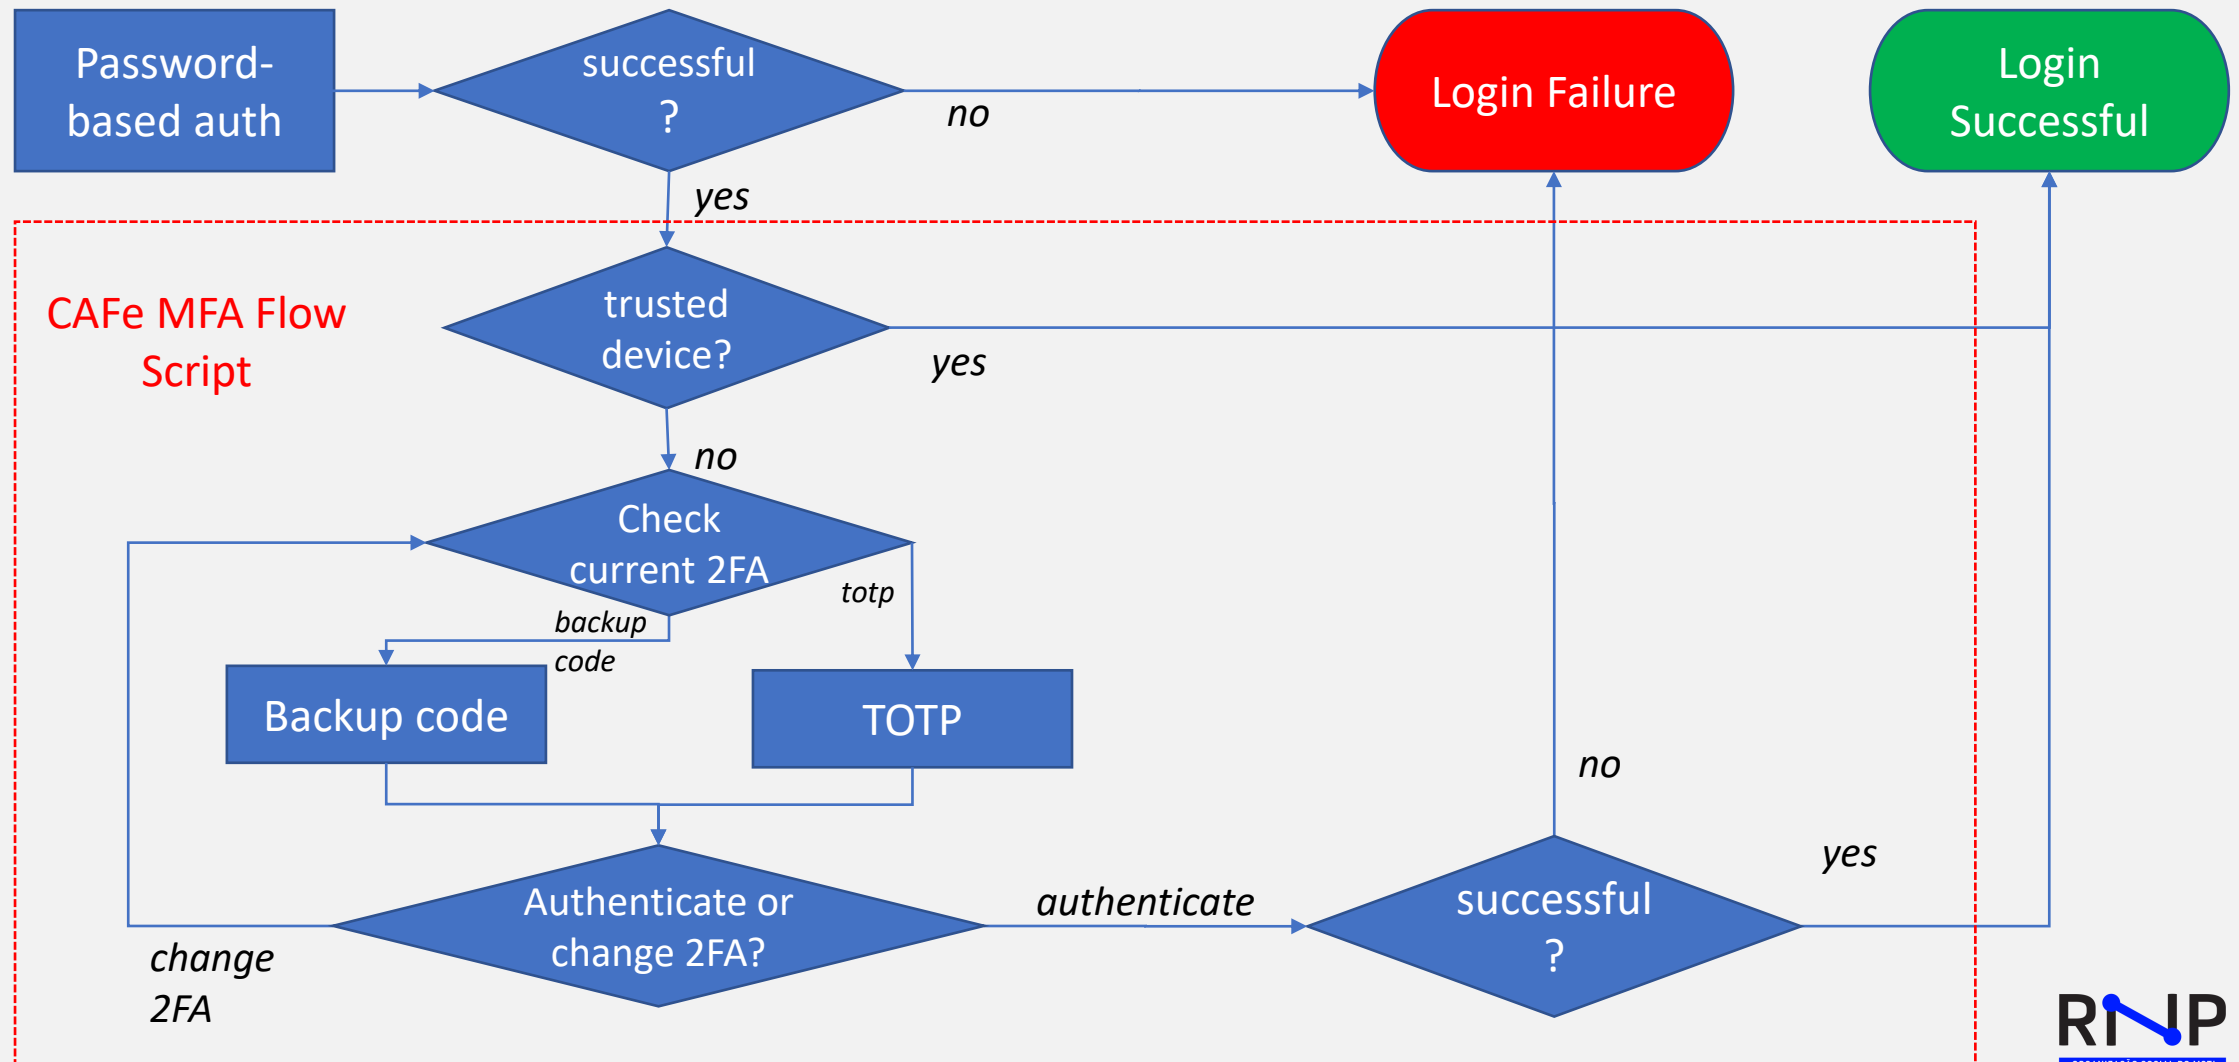 Password-
based auth
successful
?
no
Login Failure
Login
Successful
yes
CAFe MFA Flow
Script
trusted
device?
yes
no
Check
current 2FA
totp
backup
code
Backup code
TOTP
no
yes
Authenticate or
change 2FA?
authenticate
successful
?
change
2FA
RNP